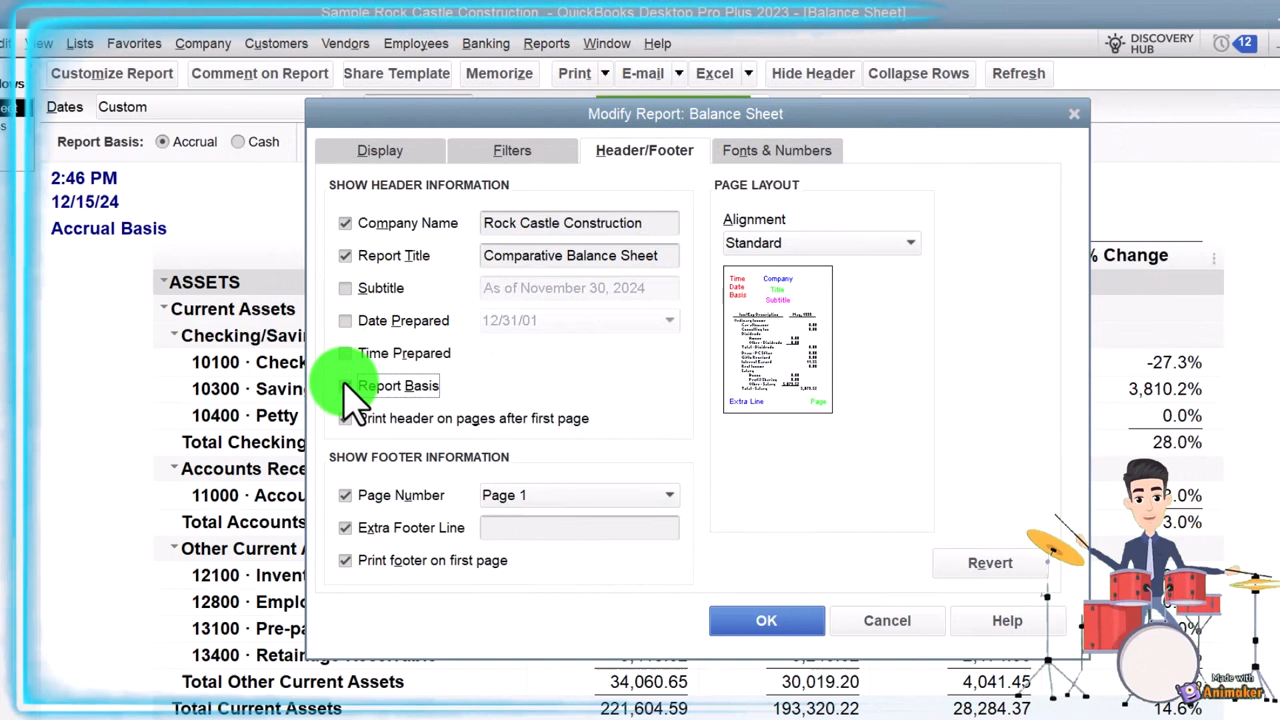 Sample Rock Castle Construction - QuickBooks Desktop Pro Plus 2023 - [Balance Sheet]
View Lists Favorites Company Customers Vendors Employees Banking Reports Window Help
DISCOVERY HUB 12
Customize Report Comment on Report Share Template Memorize Print E-mail Excel Hide Header Collapse Rows Refresh
Dates Custom
Report Basis: Accrual Cash
Modify Report: Balance Sheet
Display Filters Header/Footer Fonts & Numbers
2:46 PM
12/15/24
Accrual Basis
SHOW HEADER INFORMATION
Company Name Rock Castle Construction
Report Title Comparative Balance Sheet
Subtitle As of November 30, 2024
Date Prepared 12/31/01
Time Prepared
Report Basis
Print header on pages after first page
SHOW FOOTER INFORMATION
Page Number Page 1
Extra Footer Line
Print footer on first page
PAGE LAYOUT
Alignment
Standard
Time Company
Date Title
Basis Subtitle
Extra Line Page
Revert
OK Cancel Help
% Change
ASSETS
Current Assets
Checking/Savin
10100 · Check -27.3%
10300 · Saving 3,810.2%
10400 · Petty 0.0%
Total Checking 28.0%
Accounts Rece
11000 · Accou
Total Accounts 3.0%
Other Current A
12100 · Invent
12800 · Emplo
13100 · Pre-pa
13400 · Retainage Receivable
Total Other Current Assets 34,060.65 30,019.20 4,041.45
Total Current Assets 221,604.59 193,320.22 28,284.37 14.6%
Made with
Animaker